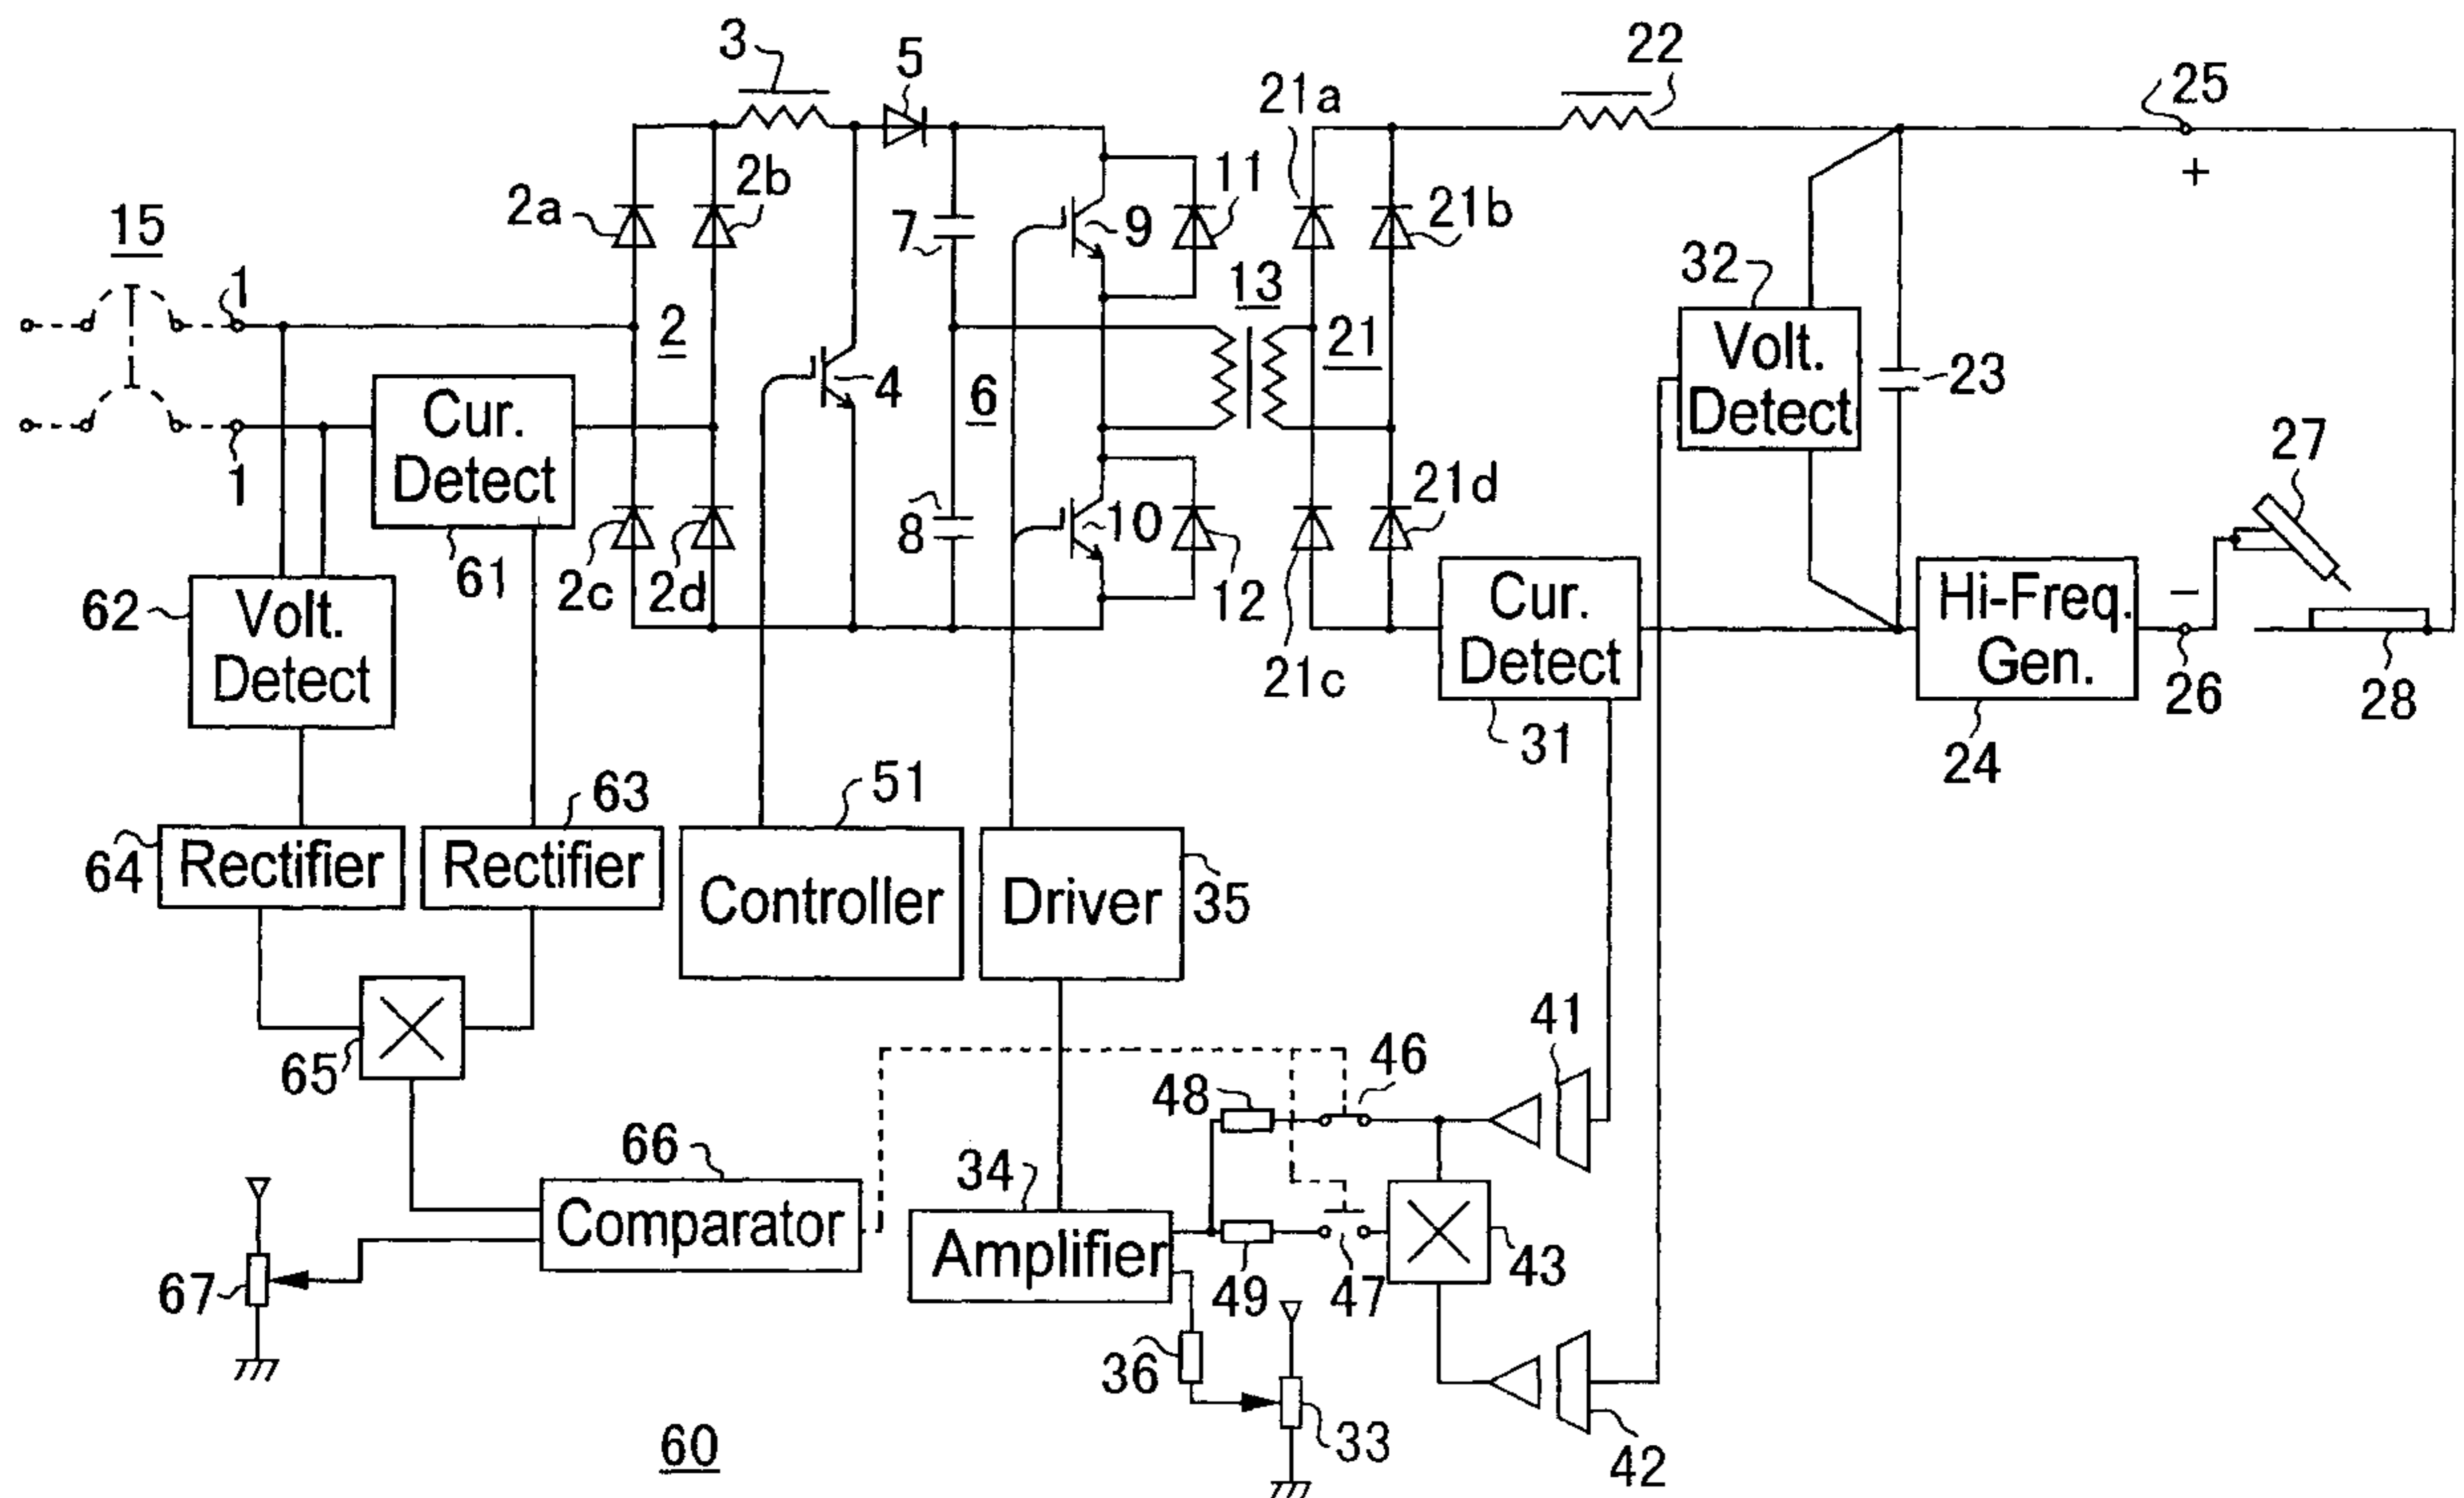 3
5
22
25
21a
+
2a
2b
11
21b
15
7
9
32
1
2
13
Volt.
Detect
4
6
21
23
Cur.
Detect
27
1
8
10
21d
61
2c
2d
12
62
Volt.
Detect
Cur.
Detect
Hi-Freq.
Gen.
−
21c
26
28
31
24
63
51
64
Rectifier
Rectifier
Controller
Driver
35
65
46
41
48
66
34
Comparator
Amplifier
67
49
47
43
36
33
42
60